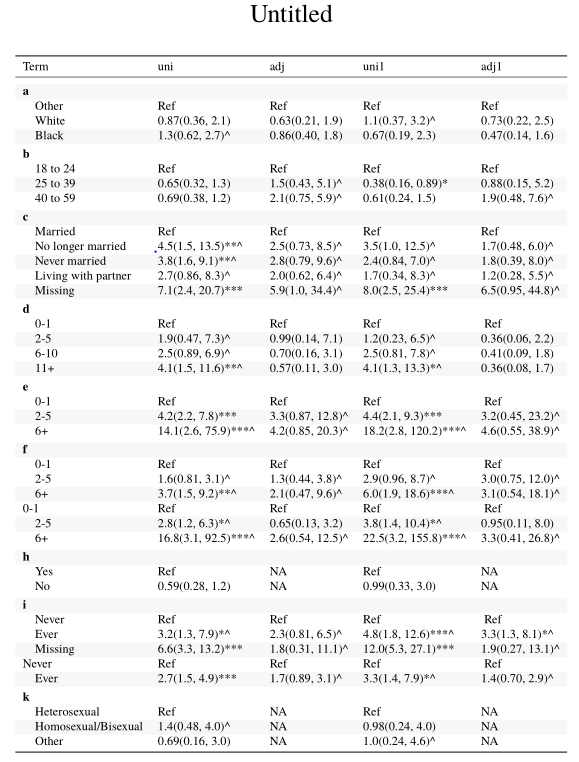 Untitled
Term uni adj uni1 adj1
a
Other Ref Ref Ref Ref
White 0.87(0.36, 2.1) 0.63(0.21, 1.9) 1.1(0.37, 3.2)^ 0.73(0.22, 2.5)
Black 1.3(0.62, 2.7)^ 0.86(0.40, 1.8) 0.67(0.19, 2.3) 0.47(0.14, 1.6)
b
18 to 24 Ref Ref Ref Ref
25 to 39 0.65(0.32, 1.3) 1.5(0.43, 5.1)^ 0.38(0.16, 0.89)* 0.88(0.15, 5.2)
40 to 59 0.69(0.38, 1.2) 2.1(0.75, 5.9)^ 0.61(0.24, 1.5) 1.9(0.48, 7.6)^
c
Married Ref Ref Ref Ref
No longer married 4.5(1.5, 13.5)**^ 2.5(0.73, 8.5)^ 3.5(1.0, 12.5)^ 1.7(0.48, 6.0)^
Never married 3.8(1.6, 9.1)**^ 2.8(0.79, 9.6)^ 2.4(0.84, 7.0)^ 1.8(0.39, 8.0)^
Living with partner 2.7(0.86, 8.3)^ 2.0(0.62, 6.4)^ 1.7(0.34, 8.3)^ 1.2(0.28, 5.5)^
Missing 7.1(2.4, 20.7)*** 5.9(1.0, 34.4)^ 8.0(2.5, 25.4)*** 6.5(0.95, 44.8)^
d
0-1 Ref Ref Ref Ref
2-5 1.9(0.47, 7.3)^ 0.99(0.14, 7.1) 1.2(0.23, 6.5)^ 0.36(0.06, 2.2)
6-10 2.5(0.89, 6.9)^ 0.70(0.16, 3.1) 2.5(0.81, 7.8)^ 0.41(0.09, 1.8)
11+ 4.1(1.5, 11.6)**^ 0.57(0.11, 3.0) 4.1(1.3, 13.3)*^ 0.36(0.08, 1.7)
e
0-1 Ref Ref Ref Ref
2-5 4.2(2.2, 7.8)*** 3.3(0.87, 12.8)^ 4.4(2.1, 9.3)*** 3.2(0.45, 23.2)^
6+ 14.1(2.6, 75.9)***^ 4.2(0.85, 20.3)^ 18.2(2.8, 120.2)***^ 4.6(0.55, 38.9)^
f
0-1 Ref Ref Ref Ref
2-5 1.6(0.81, 3.1)^ 1.3(0.44, 3.8)^ 2.9(0.96, 8.7)^ 3.0(0.75, 12.0)^
6+ 3.7(1.5, 9.2)**^ 2.1(0.47, 9.6)^ 6.0(1.9, 18.6)***^ 3.1(0.54, 18.1)^
0-1 Ref Ref Ref Ref
2-5 2.8(1.2, 6.3)*^ 0.65(0.13, 3.2) 3.8(1.4, 10.4)*^ 0.95(0.11, 8.0)
6+ 16.8(3.1, 92.5)***^ 2.6(0.54, 12.5)^ 22.5(3.2, 155.8)***^ 3.3(0.41, 26.8)^
h
Yes Ref NA Ref NA
No 0.59(0.28, 1.2) NA 0.99(0.33, 3.0) NA
i
Never Ref Ref Ref Ref
Ever 3.2(1.3, 7.9)*^ 2.3(0.81, 6.5)^ 4.8(1.8, 12.6)***^ 3.3(1.3, 8.1)*^
Missing 6.6(3.3, 13.2)*** 1.8(0.31, 11.1)^ 12.0(5.3, 27.1)*** 1.9(0.27, 13.1)^
Never Ref Ref Ref Ref
Ever 2.7(1.5, 4.9)*** 1.7(0.89, 3.1)^ 3.3(1.4, 7.9)*^ 1.4(0.70, 2.9)^
k
Heterosexual Ref NA Ref NA
Homosexual/Bisexual 1.4(0.48, 4.0)^ NA 0.98(0.24, 4.0) NA
Other 0.69(0.16, 3.0) NA 1.0(0.24, 4.6)^ NA